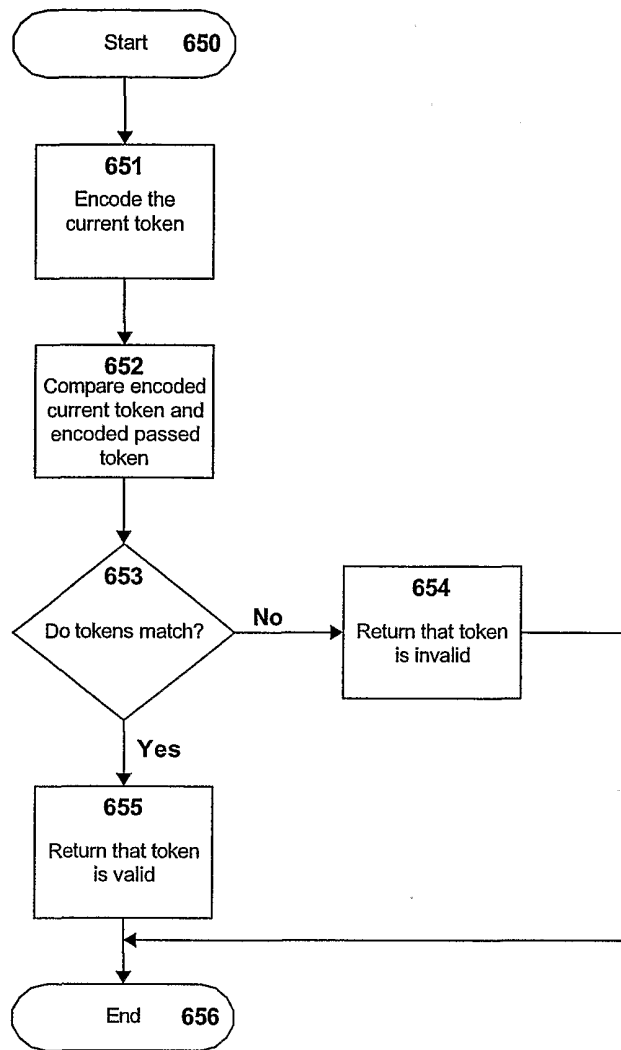 Start 650
651
Encode the
current token
652
Compare encoded
current token and
encoded passed
token
653
Do tokens match?
No
654
Return that token
is invalid
Yes
655
Return that token
is valid
End 656